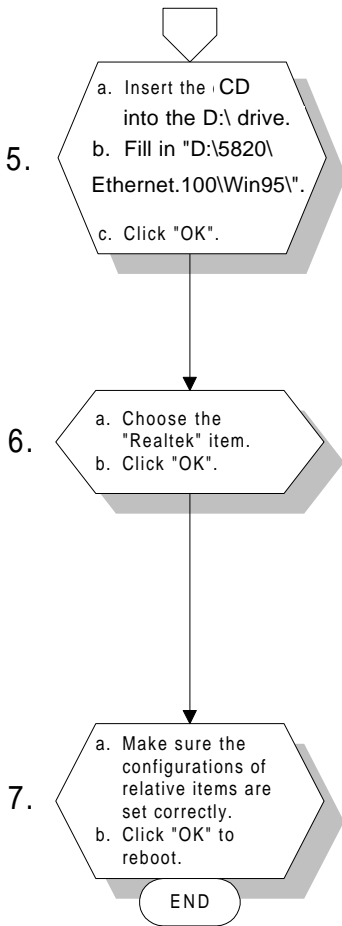 5.
a. Insert the CD
into the D:\ drive.
b. Fill in "D:\5820\
Ethernet.100\Win95\".
c. Click "OK".
6.
a. Choose the
"Realtek" item.
b. Click "OK".
7.
a. Make sure the
configurations of
relative items are
set correctly.
b. Click "OK" to
reboot.
END